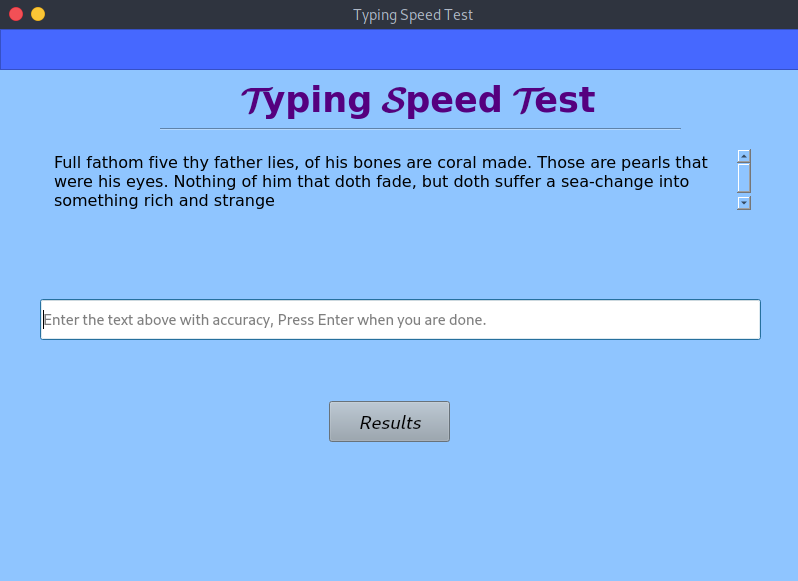 Typing Speed Test
Typing Speed Test
Full fathom five thy father lies, of his bones are coral made. Those are pearls that
were his eyes. Nothing of him that doth fade, but doth suffer a sea-change into
something rich and strange
Enter the text above with accuracy, Press Enter when you are done.
Results